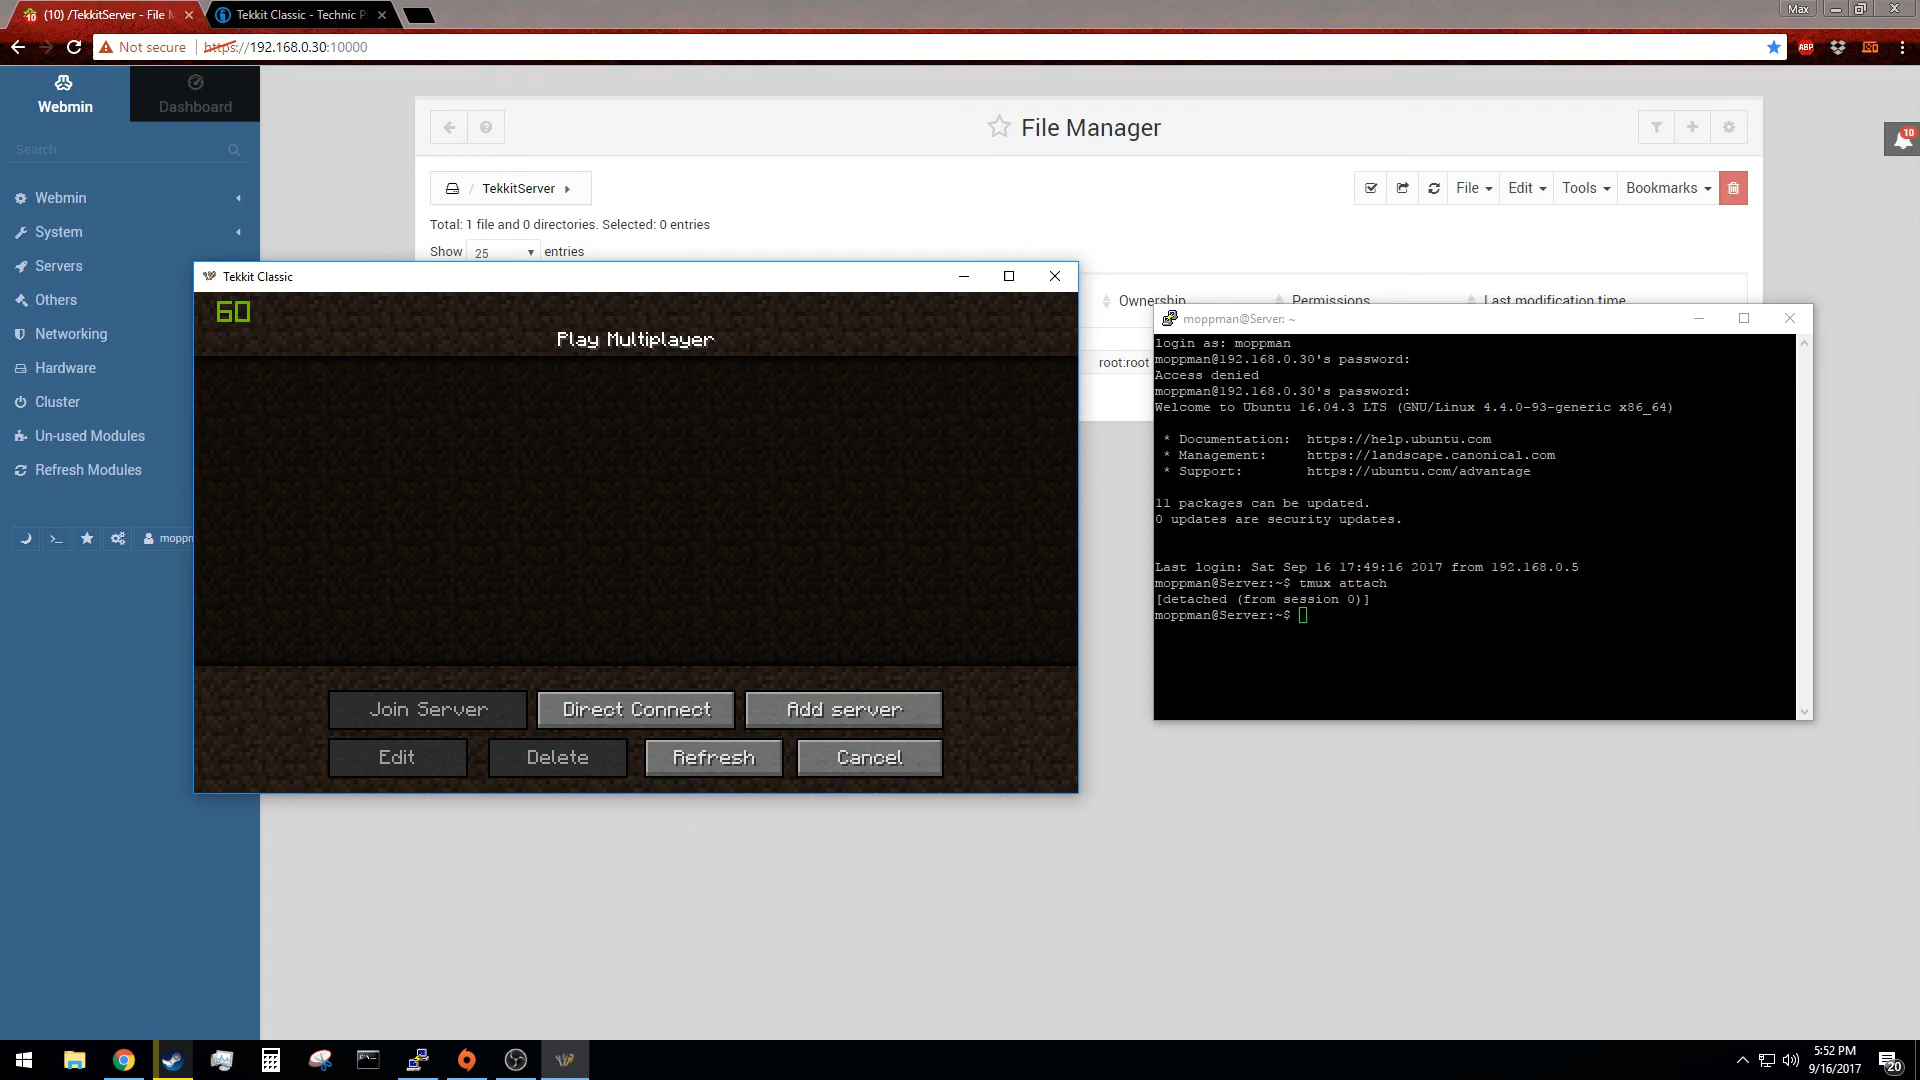 (10) /TekkitServer - File M
Tekkit Classic - Technic P
Max
Not secure
https://192.168.0.30:10000
ABP
Webmin
Dashboard
Search
Webmin
System
Servers
Others
Networking
Hardware
Cluster
Un-used Modules
Refresh Modules
moppn
File Manager
10
/ TekkitServer
File
Edit
Tools
Bookmarks
Total: 1 file and 0 directories. Selected: 0 entries
Show 25 entries
Ownership
Permissions
Last modification time
root:root
Tekkit Classic
60
Play Multiplayer
Join Server
Direct Connect
Add server
Edit
Delete
Refresh
Cancel
moppman@Server: ~
login as: moppman
moppman@192.168.0.30's password:
Access denied
moppman@192.168.0.30's password:
Welcome to Ubuntu 16.04.3 LTS (GNU/Linux 4.4.0-93-generic x86_64)
* Documentation: https://help.ubuntu.com
* Management: https://landscape.canonical.com
* Support: https://ubuntu.com/advantage
11 packages can be updated.
0 updates are security updates.
Last login: Sat Sep 16 17:49:16 2017 from 192.168.0.5
moppman@Server:~$ tmux attach
[detached (from session 0)]
moppman@Server:~$
5:52 PM
9/16/2017
20